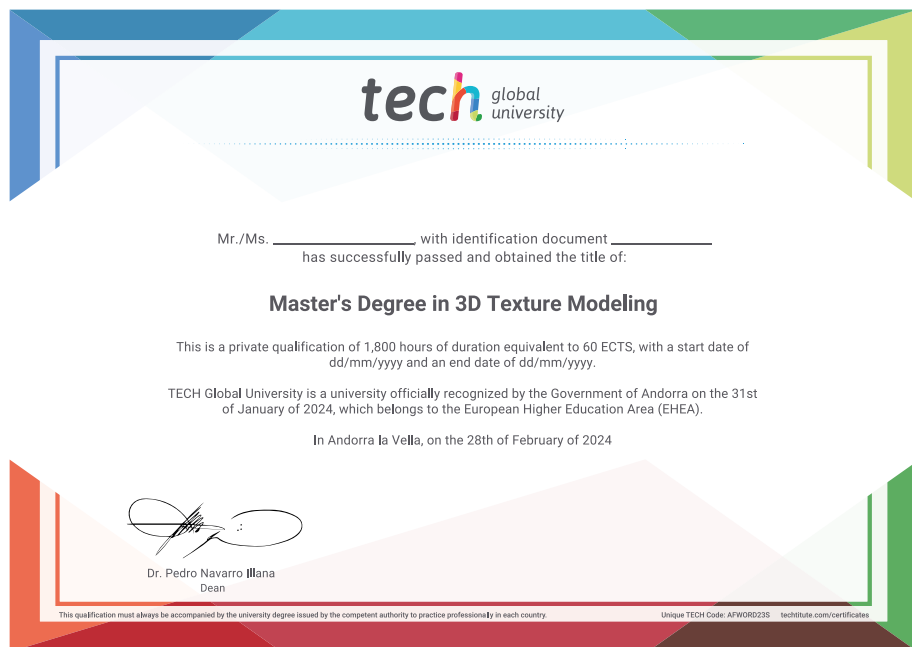 tech global
university
Mr./Ms. ____________________, with identification document ______________
has successfully passed and obtained the title of:
Master's Degree in 3D Texture Modeling
This is a private qualification of 1,800 hours of duration equivalent to 60 ECTS, with a start date of
dd/mm/yyyy and an end date of dd/mm/yyyy.
TECH Global University is a university officially recognized by the Government of Andorra on the 31st
of January of 2024, which belongs to the European Higher Education Area (EHEA).
In Andorra la Vella, on the 28th of February of 2024
Dr. Pedro Navarro Illana
Dean
This qualification must always be accompanied by the university degree issued by the competent authority to practice professionally in each country. Unique TECH Code: AFWORD23S techtitute.com/certificates